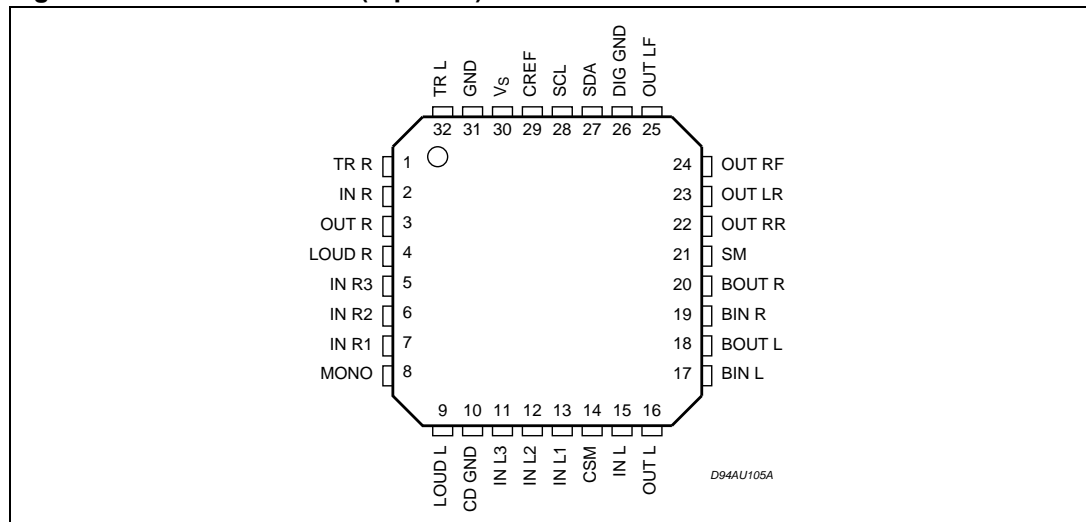 TR L
GND
VS
CREF
SCL
SDA
DIG GND
OUT LF
32 31 30 29 28 27 26 25
TR R 1 24 OUT RF
IN R 2 23 OUT LR
OUT R 3 22 OUT RR
LOUD R 4 21 SM
IN R3 5 20 BOUT R
IN R2 6 19 BIN R
IN R1 7 18 BOUT L
MONO 8 17 BIN L
9 10 11 12 13 14 15 16
LOUD L
CD GND
IN L3
IN L2
IN L1
CSM
IN L
OUT L
D94AU105A